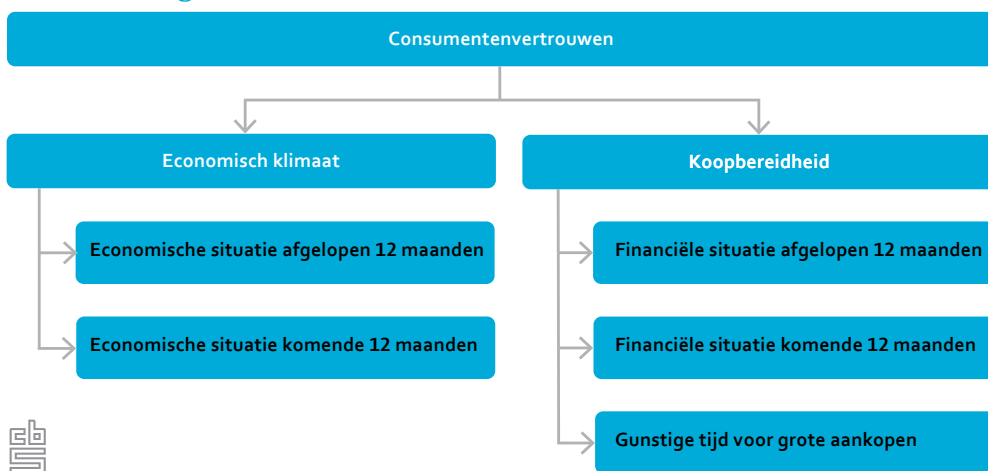 Consumentenvertrouwen
Economisch klimaat
Koopbereidheid
Economische situatie afgelopen 12 maanden
Financiële situatie afgelopen 12 maanden
Economische situatie komende 12 maanden
Financiële situatie komende 12 maanden
Gunstige tijd voor grote aankopen
cbs